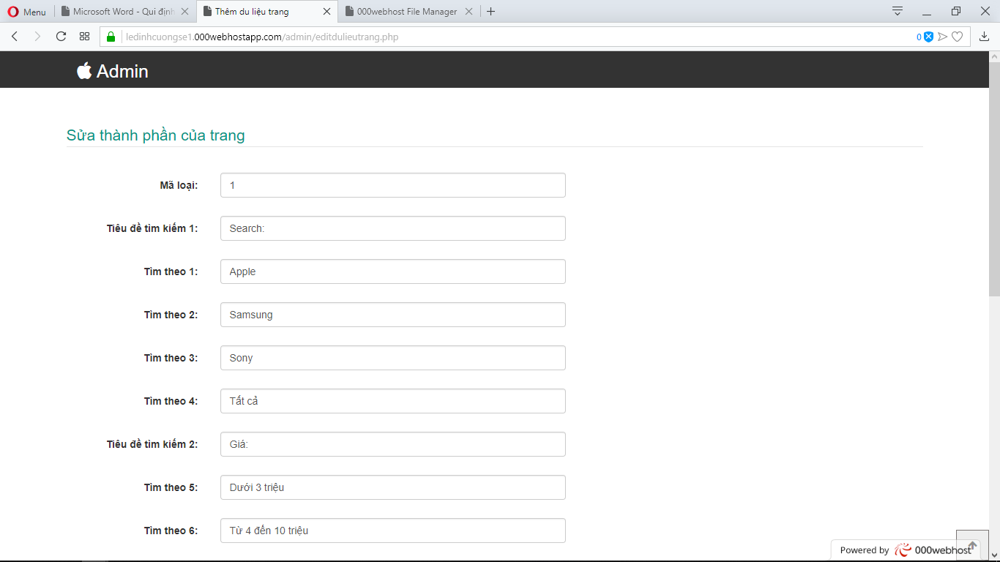 Menu
Microsoft Word - Qui định
Thêm du liệu trang
000webhost File Manager
ledinhcuongse1.000webhostapp.com/admin/editdulieutrang.php
0
Admin
Sửa thành phần của trang
Mã loại: 1
Tiêu đề tìm kiếm 1: Search:
Tìm theo 1: Apple
Tìm theo 2: Samsung
Tìm theo 3: Sony
Tìm theo 4: Tất cả
Tiêu đề tìm kiếm 2: Giá:
Tìm theo 5: Dưới 3 triệu
Tìm theo 6: Từ 4 đến 10 triệu
Powered by 000webhost